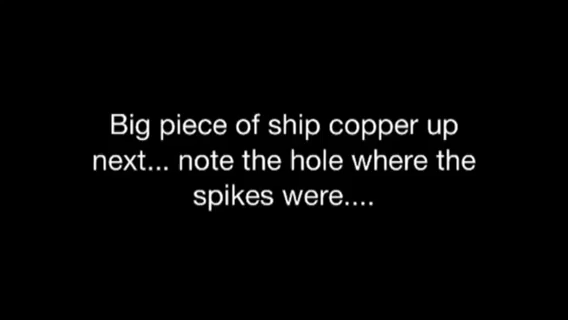 Big piece of ship copper up
next... note the hole where the
spikes were....